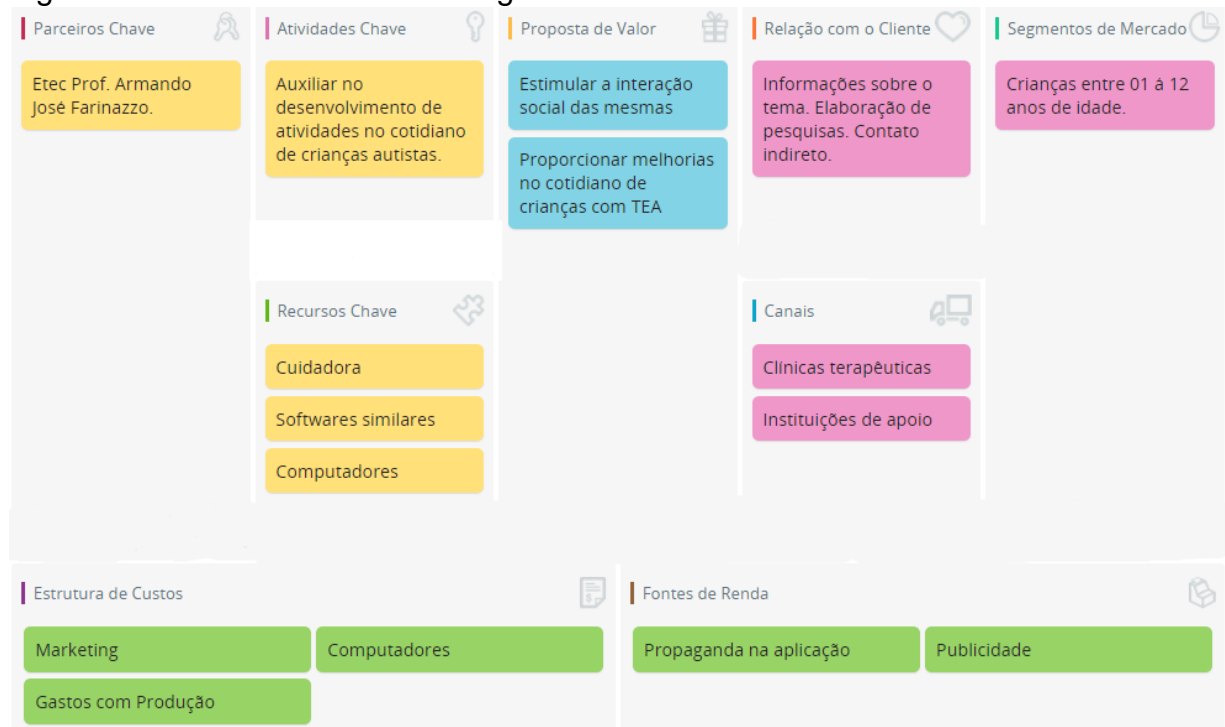 Parceiros Chave
Etec Prof. Armando
José Farinazzo.
Atividades Chave
Auxiliar no
desenvolvimento de
atividades no cotidiano
de crianças autistas.
Recursos Chave
Cuidadora
Softwares similares
Computadores
Proposta de Valor
Estimular a interação
social das mesmas
Proporcionar melhorias
no cotidiano de
crianças com TEA
Relação com o Cliente
Informações sobre o
tema. Elaboração de
pesquisas. Contato
indireto.
Canais
Clínicas terapêuticas
Instituições de apoio
Segmentos de Mercado
Crianças entre 01 á 12
anos de idade.
Estrutura de Custos
Marketing
Computadores
Gastos com Produção
Fontes de Renda
Propaganda na aplicação
Publicidade